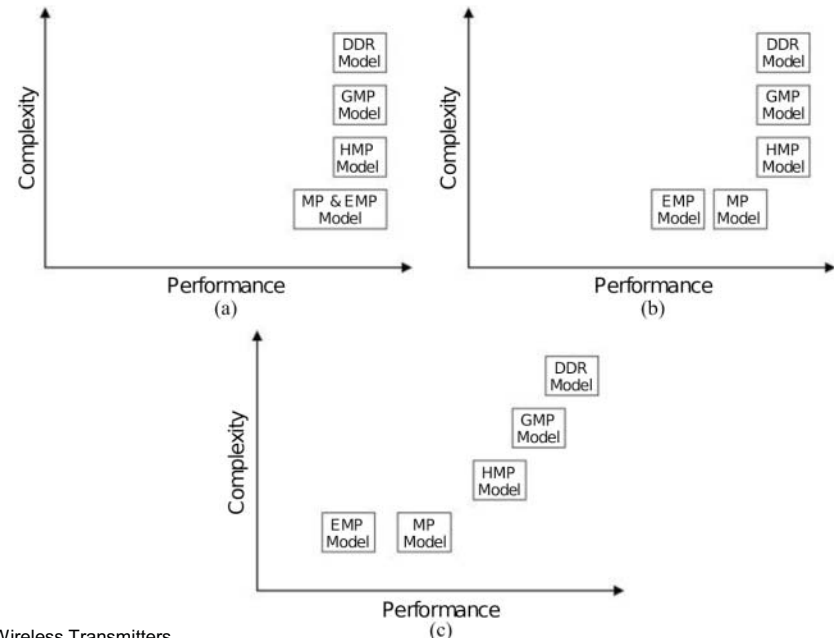 Complexity
DDR
Model
GMP
Model
HMP
Model
MP & EMP
Model
Performance
(a)
Complexity
DDR
Model
GMP
Model
HMP
Model
EMP
Model
MP
Model
Performance
(b)
Complexity
DDR
Model
GMP
Model
HMP
Model
EMP
Model
MP
Model
Performance
(c)
Wireless Transmitters